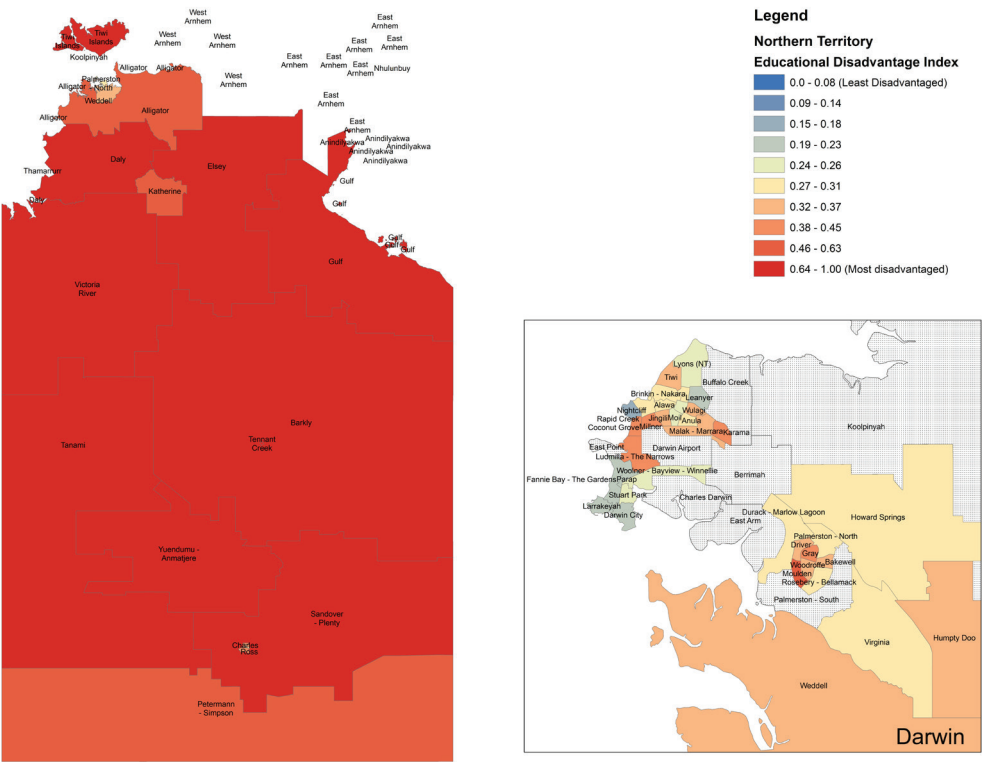 West
Arnhem
West
Arnhem
West
Arnhem
West
Arnhem
East
Arnhem
East
Arnhem
East
Arnhem
East
Arnhem
East
Arnhem
East
Arnhem
Nhulunbuy
East
Arnhem
East
Arnhem
Tiwi
Islands
Tiwi
Islands
Koolpinyah
Alligator
Alligator
Alligator
Palmerston
- North
Weddell
Alligator
Alligator
Anindilyakwa
Anindilyakwa
Anindilyakwa
Anindilyakwa
Daly
Elsey
Thamarrurr
Katherine
Daly
Gulf
Gulf
Gulf
Gulf
Gulf
Gulf
Victoria
River
Barkly
Tanami
Tennant
Creek
Yuendumu -
Anmatjere
Sandover
- Plenty
Charles
Ross
Petermann
- Simpson
Legend
Northern Territory
Educational Disadvantage Index
0.0 - 0.08 (Least Disadvantaged)
0.09 - 0.14
0.15 - 0.18
0.19 - 0.23
0.24 - 0.26
0.27 - 0.31
0.32 - 0.37
0.38 - 0.45
0.46 - 0.63
0.64 - 1.00 (Most disadvantaged)
Lyons (NT)
Tiwi
Buffalo Creek
Brinkin - Nakara
Leanyer
Alawa
Nightcliff
Wulagi
Rapid Creek
Jingili
Moil
Anula
Coconut Grove
Millner
Malak - Marrara
Karama
Koolpinyah
East Point
Darwin Airport
Ludmilla - The Narrows
Woolner - Bayview - Winnellie
Berrimah
Fannie Bay - The Gardens
Parap
Stuart Park
Charles Darwin
Larrakeyah
Darwin City
Durack - Marlow Lagoon
East Arm
Howard Springs
Palmerston - North
Driver
Gray
Woodroffe
Bakewell
Moulden
Rosebery - Bellamack
Palmerston - South
Virginia
Humpty Doo
Weddell
Darwin